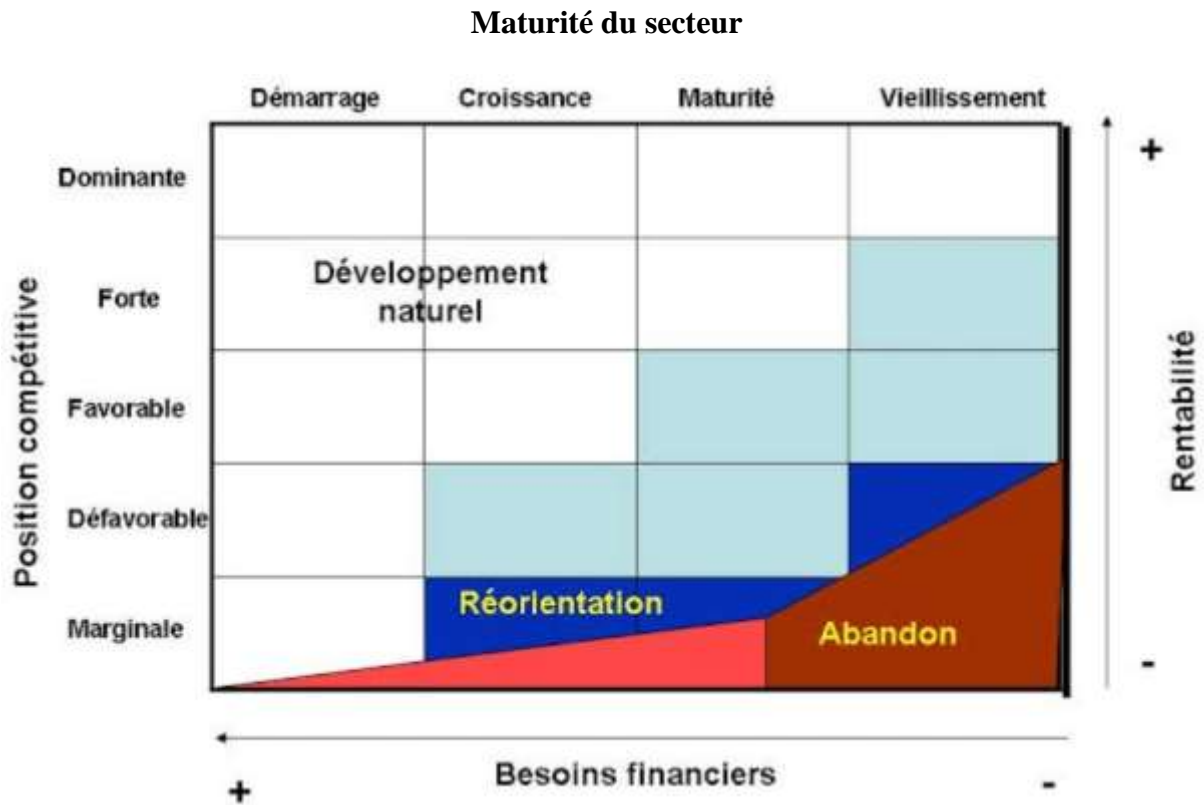 Maturité du secteur
Démarrage
Croissance
Maturité
Vieillissement
+
Dominante
Développement
naturel
Forte
Position compétitive
Rentabilité
Favorable
Défavorable
Réorientation
Marginale
Abandon
-
Besoins financiers
+
-